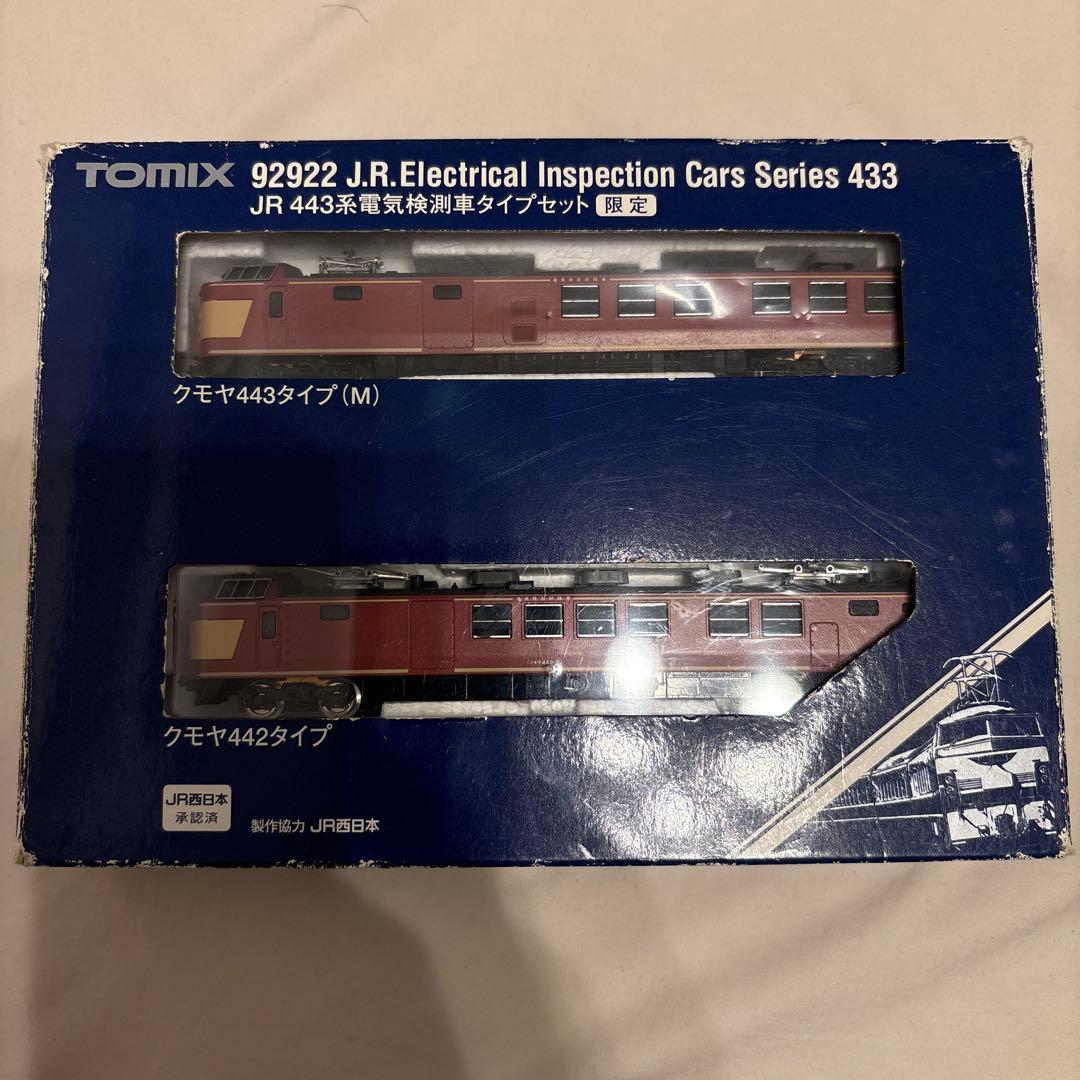 TOMIX 92922 J.R.Electrical Inspection Cars Series 433
JR 443系電気検測車タイプセット 限定
クモヤ443タイプ(M)
クモヤ442タイプ
JR西日本
承認済
製作協力 JR西日本